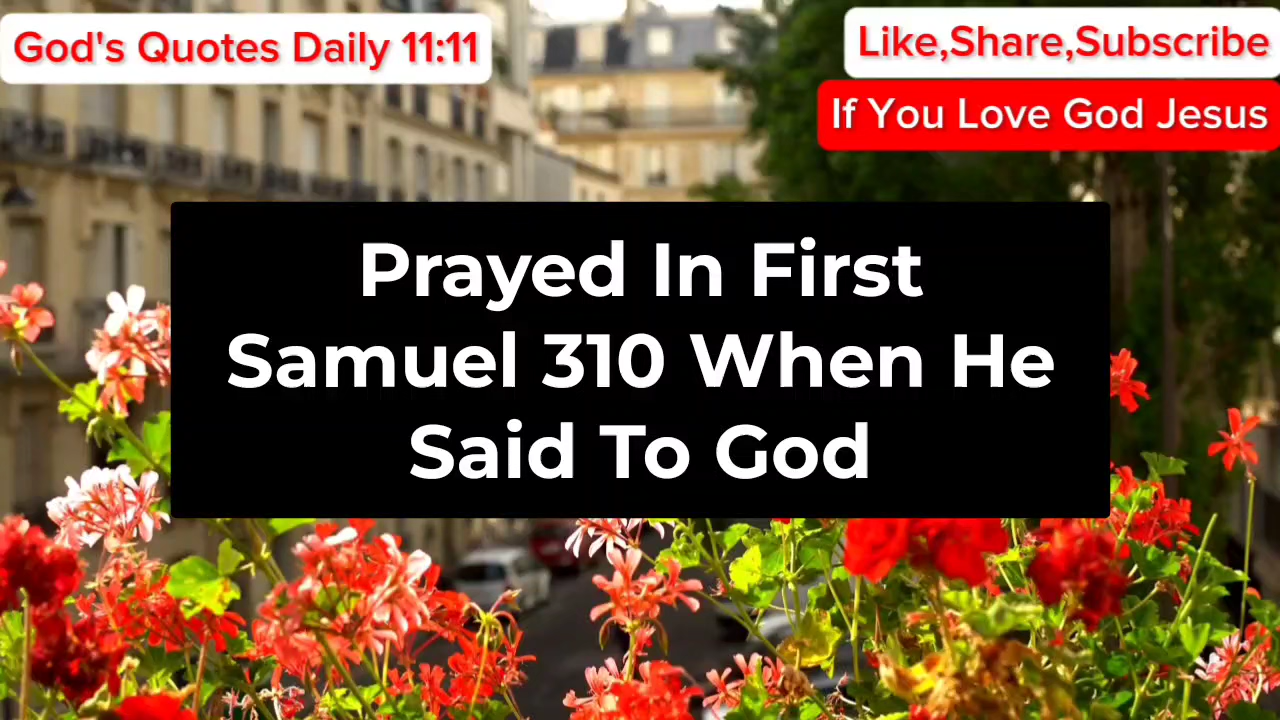 God's Quotes Daily 11:11
Like,Share,Subscribe
If You Love God Jesus
Prayed In First
Samuel 310 When He
Said To God